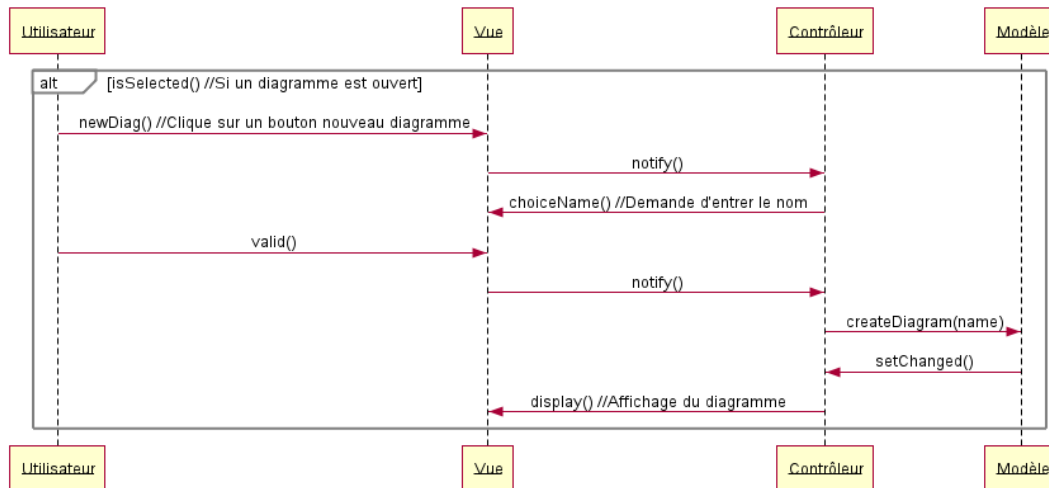 Utilisateur
Vue
Contrôleur
Modèle
alt
[isSelected() //Si un diagramme est ouvert]
newDiag() //Clique sur un bouton nouveau diagramme
notify()
choiceName() //Demande d'entrer le nom
valid()
notify()
createDiagram(name)
setChanged()
display() //Affichage du diagramme
Utilisateur
Vue
Contrôleur
Modèle